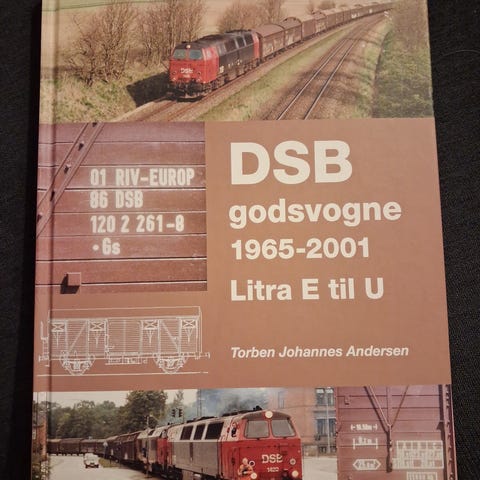 DSB
01 RIV-EUROP
86 DSB
120 2 261-8
•Gs
DSB
godsvogne
1965-2001
Litra E til U
Torben Johannes Andersen
DSB